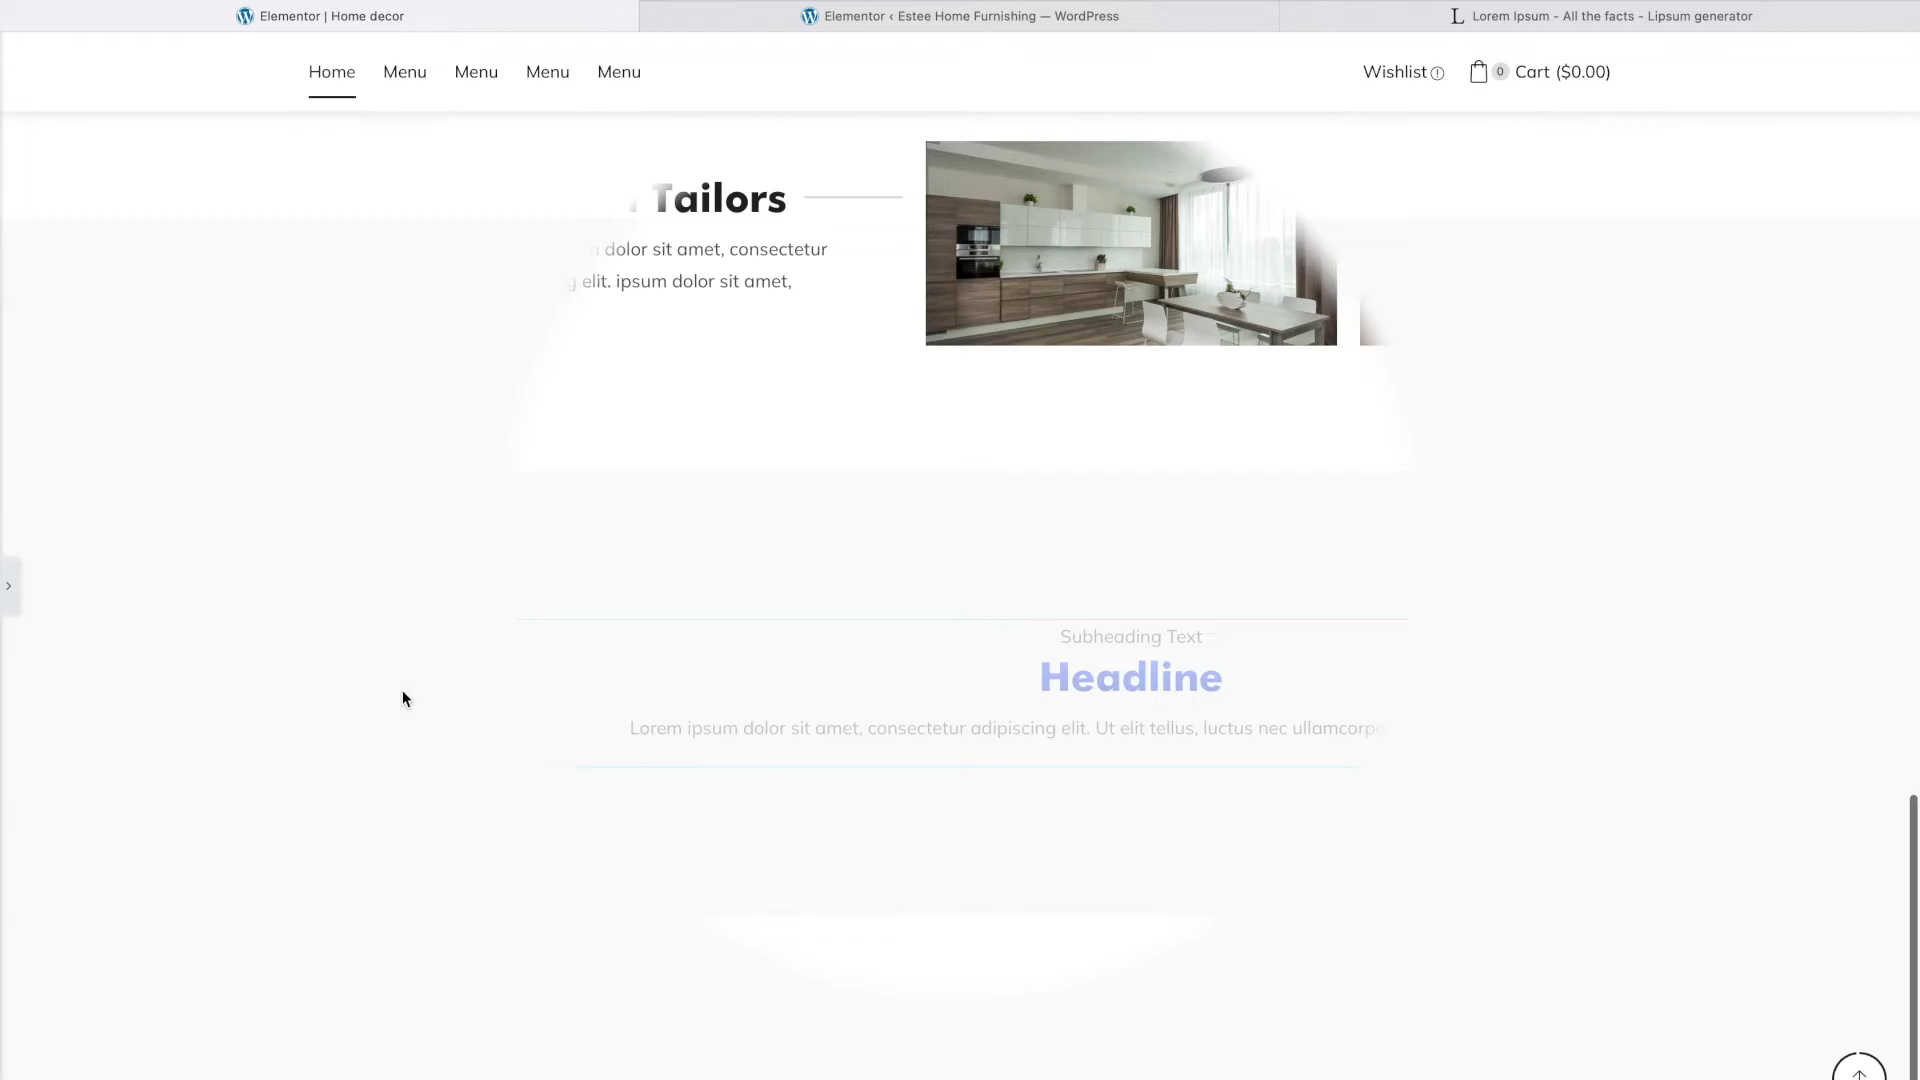 Elementor | Home decor
Elementor ‹ Estee Home Furnishing — WordPress
L Lorem Ipsum - All the facts - Lipsum generator
Home Menu Menu Menu Menu
Wishlist 0 Cart ($0.00)
Tailors
dolor sit amet, consectetur
elit. ipsum dolor sit amet,
Subheading Text
Headline
Lorem ipsum dolor sit amet, consectetur adipiscing elit. Ut elit tellus, luctus nec